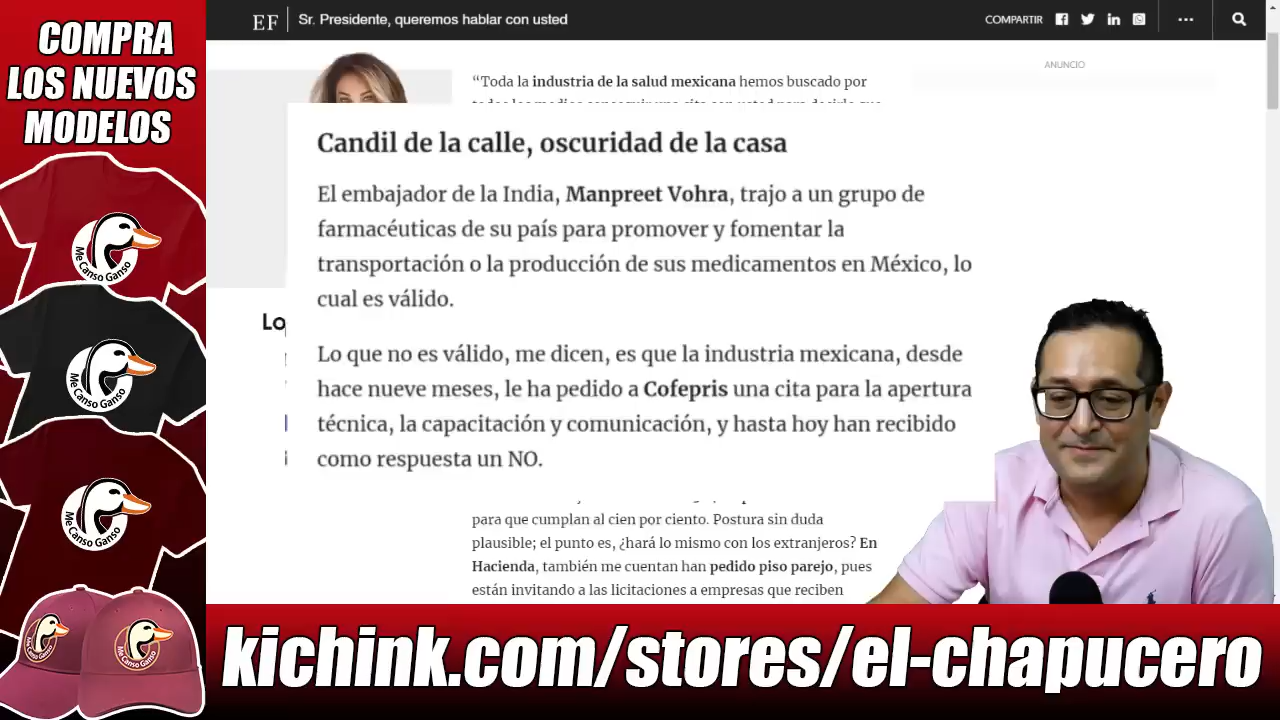 COMPRA
LOS NUEVOS
MODELOS
Me Canso Ganso
Me Canso Ganso
Me Canso Ganso
Me Canso Ganso
Me Canso Ganso
EF
Sr. Presidente, queremos hablar con usted
COMPARTIR
ANUNCIO
“Toda la industria de la salud mexicana hemos buscado por
Candil de la calle, oscuridad de la casa
El embajador de la India, Manpreet Vohra, trajo a un grupo de
farmacéuticas de su país para promover y fomentar la
transportación o la producción de sus medicamentos en México, lo
cual es válido.
Lo
Lo que no es válido, me dicen, es que la industria mexicana, desde
hace nueve meses, le ha pedido a Cofepris una cita para la apertura
técnica, la capacitación y comunicación, y hasta hoy han recibido
como respuesta un NO.
para que cumplan al cien por ciento. Postura sin duda
plausible; el punto es, ¿hará lo mismo con los extranjeros? En
Hacienda, también me cuentan han pedido piso parejo, pues
están invitando a las licitaciones a empresas que reciben
kichink.com/stores/el-chapucero